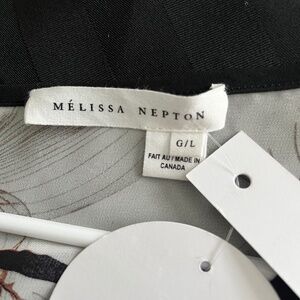 MÉLISSA NEPTON
G/L
FAIT AU / MADE IN
CANADA